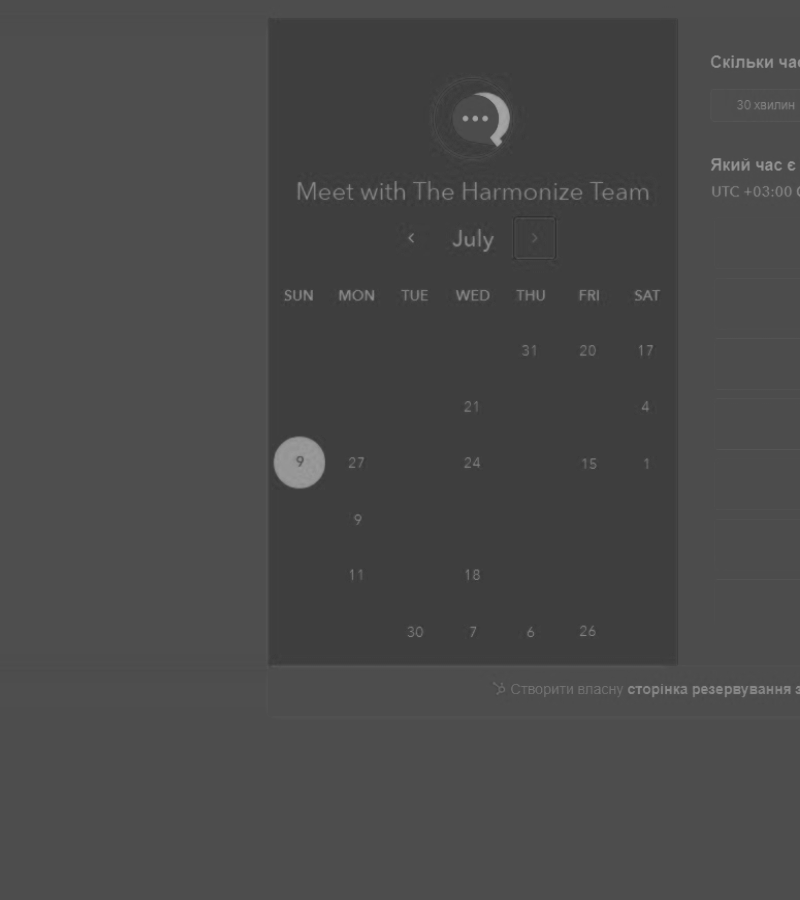 Скільки час
30 хвилин
Який час є
UTC +03:00
Meet with The Harmonize Team
July
SUN MON TUE WED THU FRI SAT
31 20 17
21 4
9 27 24 15 1
9
11 18
30 7 6 26
Створити власну сторінка резервування з